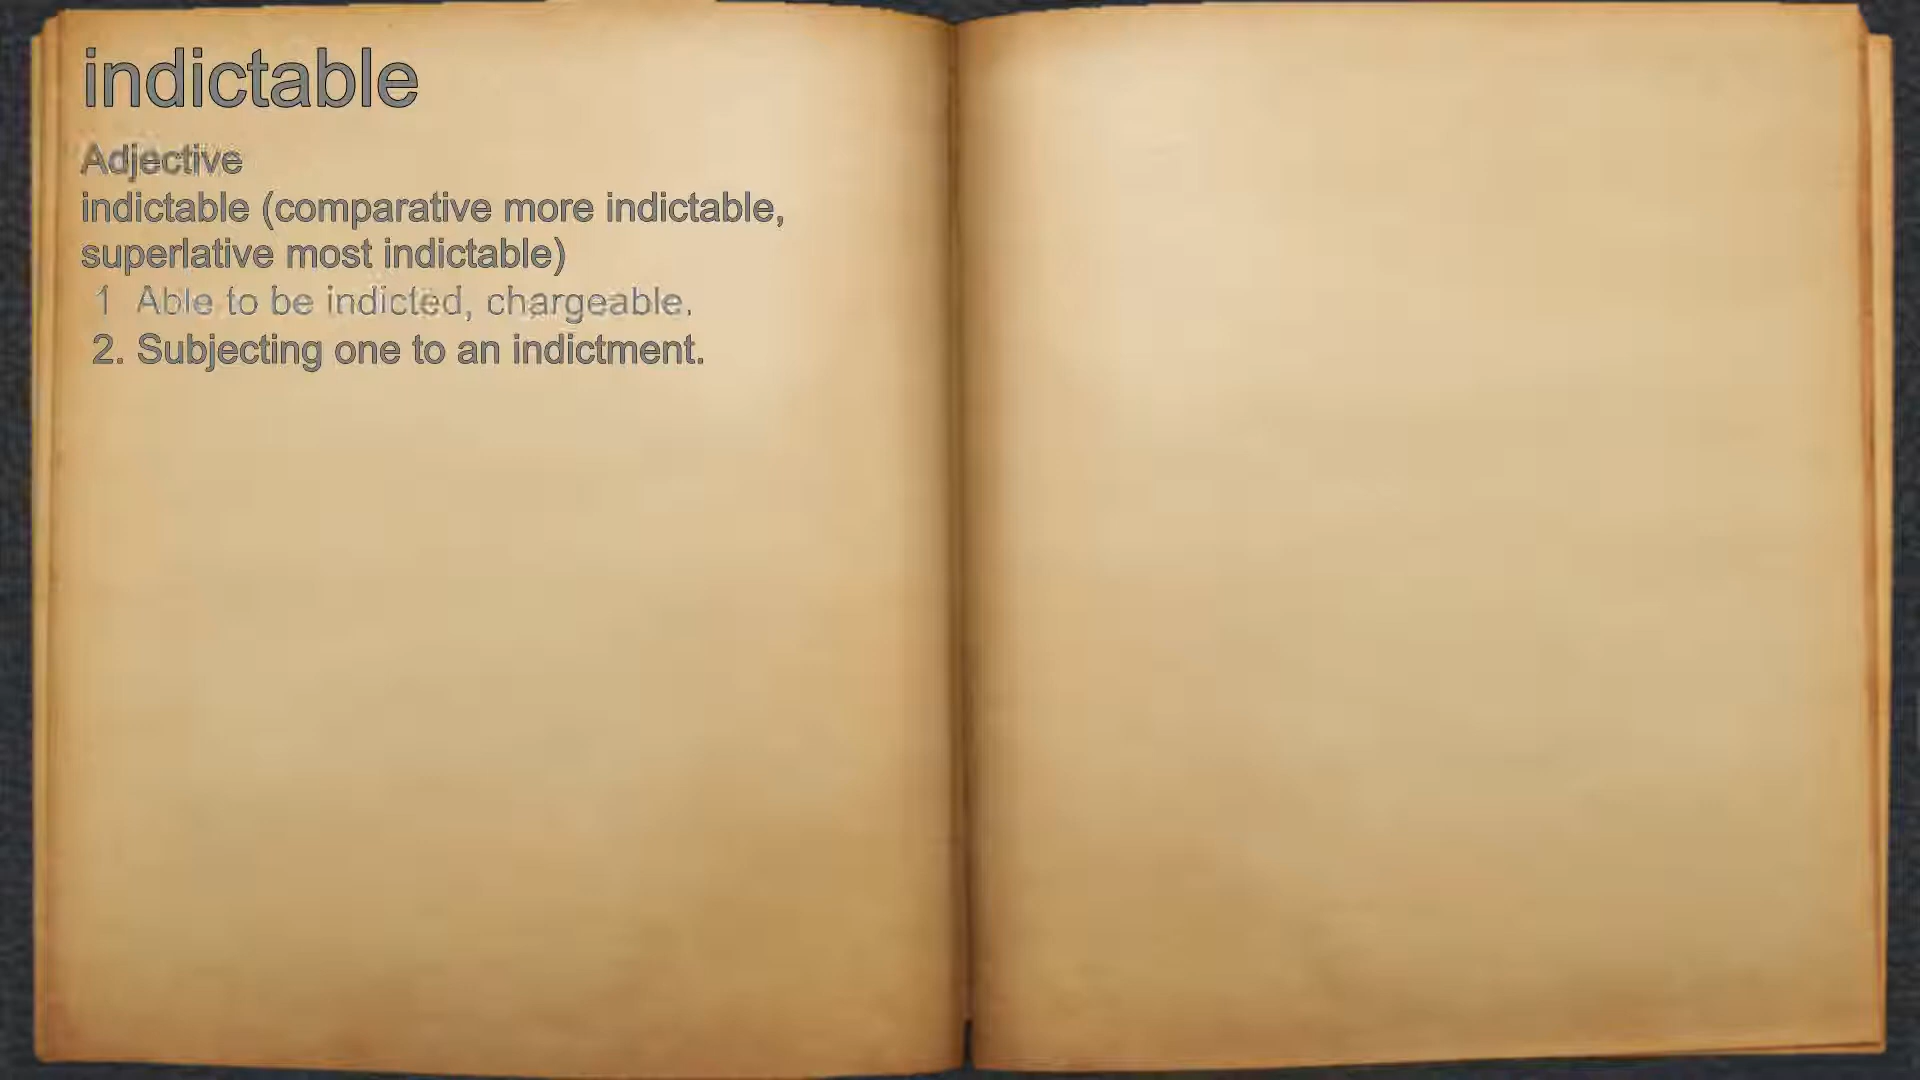 indictable
Adjective
indictable (comparative more indictable,
superlative most indictable)
1 Able to be indicted, chargeable.
2. Subjecting one to an indictment.